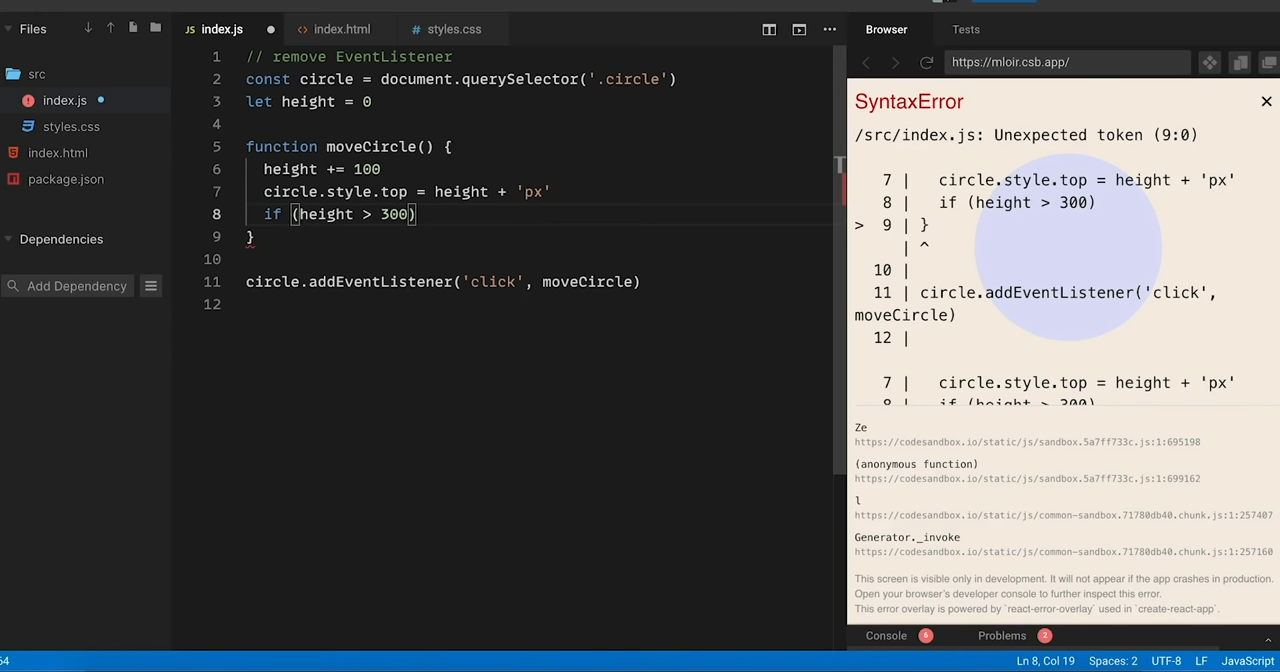 Files
src
index.js
styles.css
index.html
package.json
Dependencies
Add Dependency
JS index.js
<> index.html
# styles.css
1 // remove EventListener
2 const circle = document.querySelector('.circle')
3 let height = 0
4
5 function moveCircle() {
6 height += 100
7 circle.style.top = height + 'px'
8 if (height > 300)
9 }
10
11 circle.addEventListener('click', moveCircle)
12
Browser
Tests
https://mloir.csb.app/
SyntaxError
/src/index.js: Unexpected token (9:0)
7 | circle.style.top = height + 'px'
8 | if (height > 300)
> 9 | }
| ^
10 |
11 | circle.addEventListener('click',
moveCircle)
12 |
7 | circle.style.top = height + 'px'
8 | if (height > 300)
Ze
https://codesandbox.io/static/js/sandbox.5a7ff733c.js:1:695198
(anonymous function)
https://codesandbox.io/static/js/sandbox.5a7ff733c.js:1:699162
l
https://codesandbox.io/static/js/common-sandbox.71780db40.chunk.js:1:257407
Generator._invoke
https://codesandbox.io/static/js/common-sandbox.71780db40.chunk.js:1:257160
This screen is visible only in development. It will not appear if the app crashes in production.
Open your browser's developer console to further inspect this error.
This error overlay is powered by `react-error-overlay` used in `create-react-app`.
Console 6
Problems 2
64
Ln 8, Col 19
Spaces: 2
UTF-8
LF
JavaScript